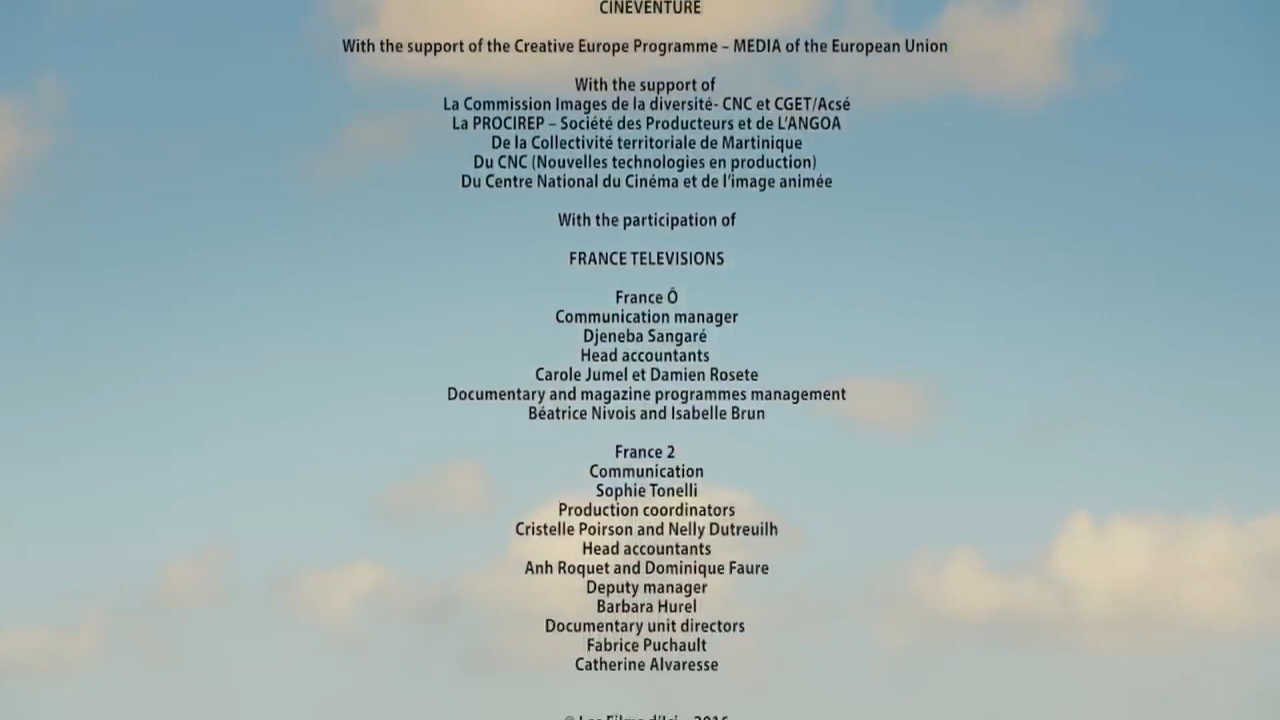 CINEVENTURE
With the support of the Creative Europe Programme – MEDIA of the European Union
With the support of
La Commission Images de la diversité- CNC et CGET/Acsé
La PROCIREP – Société des Producteurs et de L'ANGOA
De la Collectivité territoriale de Martinique
Du CNC (Nouvelles technologies en production)
Du Centre National du Cinéma et de l'image animée
With the participation of
FRANCE TELEVISIONS
France Ô
Communication manager
Djeneba Sangaré
Head accountants
Carole Jumel et Damien Rosete
Documentary and magazine programmes management
Béatrice Nivois and Isabelle Brun
France 2
Communication
Sophie Tonelli
Production coordinators
Cristelle Poirson and Nelly Dutreuilh
Head accountants
Anh Roquet and Dominique Faure
Deputy manager
Barbara Hurel
Documentary unit directors
Fabrice Puchault
Catherine Alvaresse